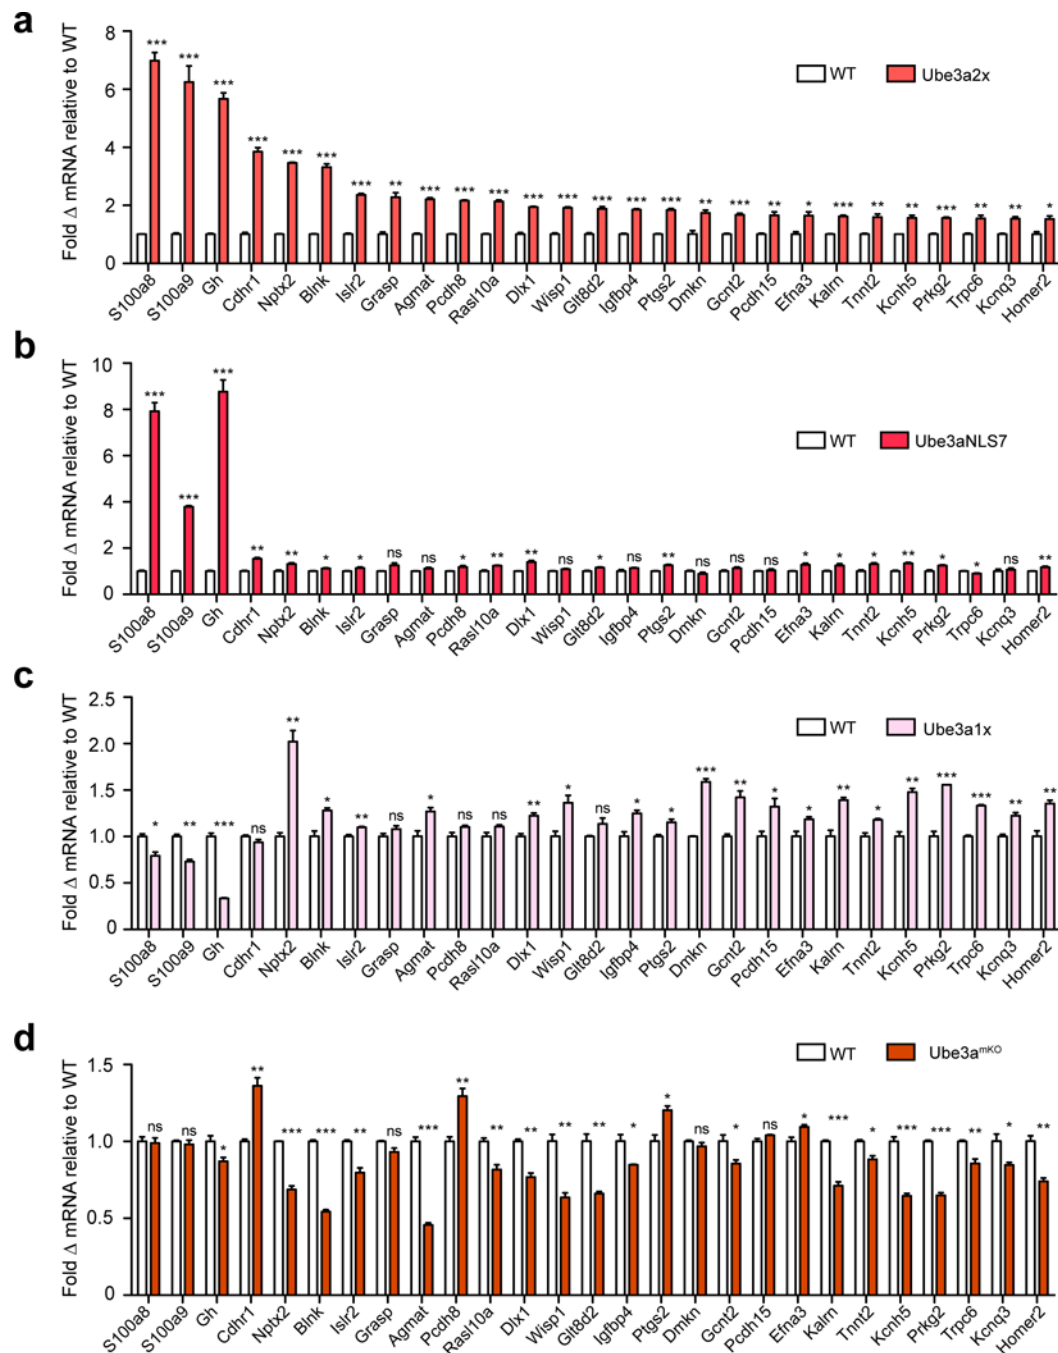 a
Fold Δ mRNA relative to WT
8
6
4
2
0
WT
Ube3a2x
*** *** *** *** *** *** *** ** *** *** *** *** *** *** *** *** ** *** ** * *** ** ** *** ** ** *
S100a8 S100a9 Gh Cdhr1 Nptx2 Blnk Islr2 Grasp Agmat Pcdh8 Rasl10a Dlx1 Wisp1 Glt8d2 Igfbp4 Ptgs2 Dmkn Gcnt2 Pcdh15 Efna3 Kalrn Tnnt2 Kcnh5 Prkg2 Trpc6 Kcnq3 Homer2
b
Fold Δ mRNA relative to WT
10
8
6
4
2
0
WT
Ube3aNLS7
*** *** *** ** ** * * ns ns * ** ** ns * ns ** ns ns ns * * * ** * * ns **
S100a8 S100a9 Gh Cdhr1 Nptx2 Blnk Islr2 Grasp Agmat Pcdh8 Rasl10a Dlx1 Wisp1 Glt8d2 Igfbp4 Ptgs2 Dmkn Gcnt2 Pcdh15 Efna3 Kalrn Tnnt2 Kcnh5 Prkg2 Trpc6 Kcnq3 Homer2
c
Fold Δ mRNA relative to WT
2.5
2.0
1.5
1.0
0.5
0
WT
Ube3a1x
* ** *** ns ** * ** ns * ns ns ** * ns * * *** ** * * ** * ** *** *** ** **
S100a8 S100a9 Gh Cdhr1 Nptx2 Blnk Islr2 Grasp Agmat Pcdh8 Rasl10a Dlx1 Wisp1 Glt8d2 Igfbp4 Ptgs2 Dmkn Gcnt2 Pcdh15 Efna3 Kalrn Tnnt2 Kcnh5 Prkg2 Trpc6 Kcnq3 Homer2
d
Fold Δ mRNA relative to WT
1.5
1.0
0.5
0
WT
Ube3a^mKO
ns ns * ** *** *** ** ns *** ** ** ** ** ** * * ns * ns * *** * *** *** ** * **
S100a8 S100a9 Gh Cdhr1 Nptx2 Blnk Islr2 Grasp Agmat Pcdh8 Rasl10a Dlx1 Wisp1 Glt8d2 Igfbp4 Ptgs2 Dmkn Gcnt2 Pcdh15 Efna3 Kalrn Tnnt2 Kcnh5 Prkg2 Trpc6 Kcnq3 Homer2